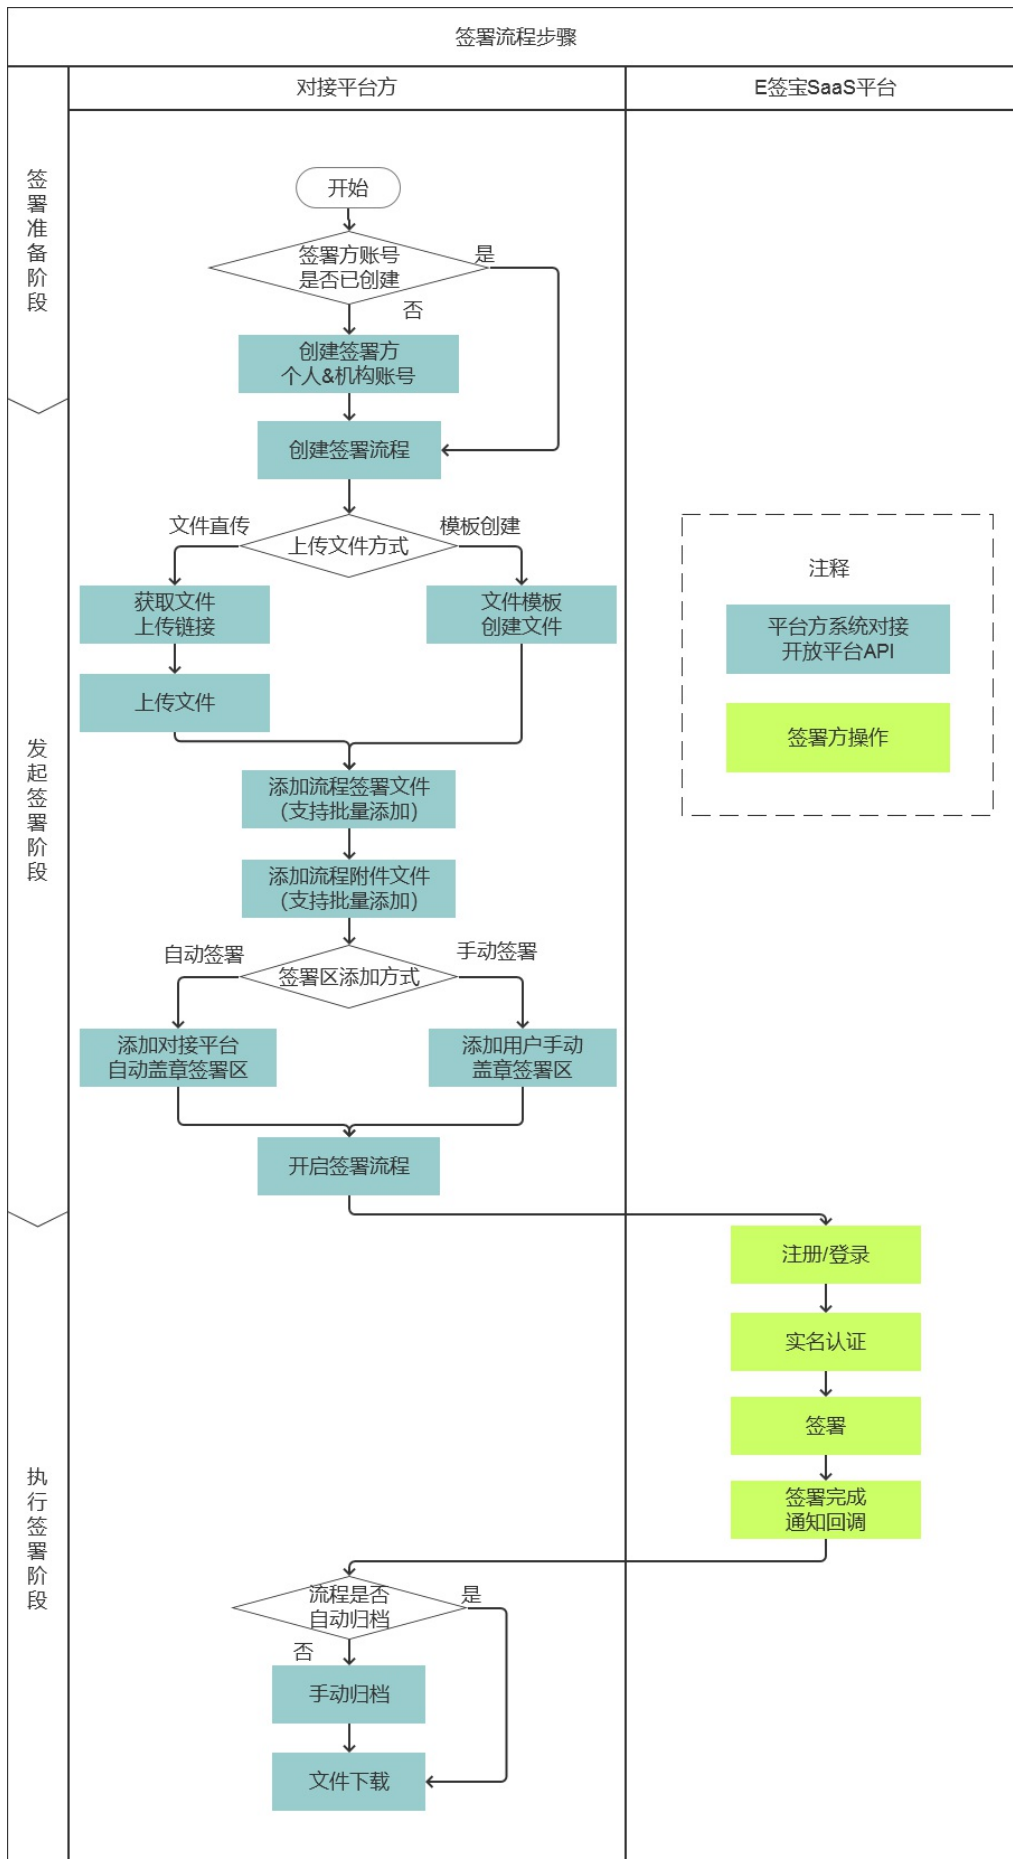 签署流程步骤
对接平台方
E签宝SaaS平台
签署准备阶段
开始
签署方账号
是否已创建
是
否
创建签署方
个人&机构账号
创建签署流程
发起签署阶段
文件直传
模板创建
上传文件方式
获取文件
上传链接
文件模板
创建文件
上传文件
添加流程签署文件
(支持批量添加)
添加流程附件文件
(支持批量添加)
自动签署
手动签署
签署区添加方式
添加对接平台
自动盖章签署区
添加用户手动
盖章签署区
开启签署流程
注释
平台方系统对接
开放平台API
签署方操作
执行签署阶段
注册/登录
实名认证
签署
签署完成
通知回调
流程是否
自动归档
是
否
手动归档
文件下载